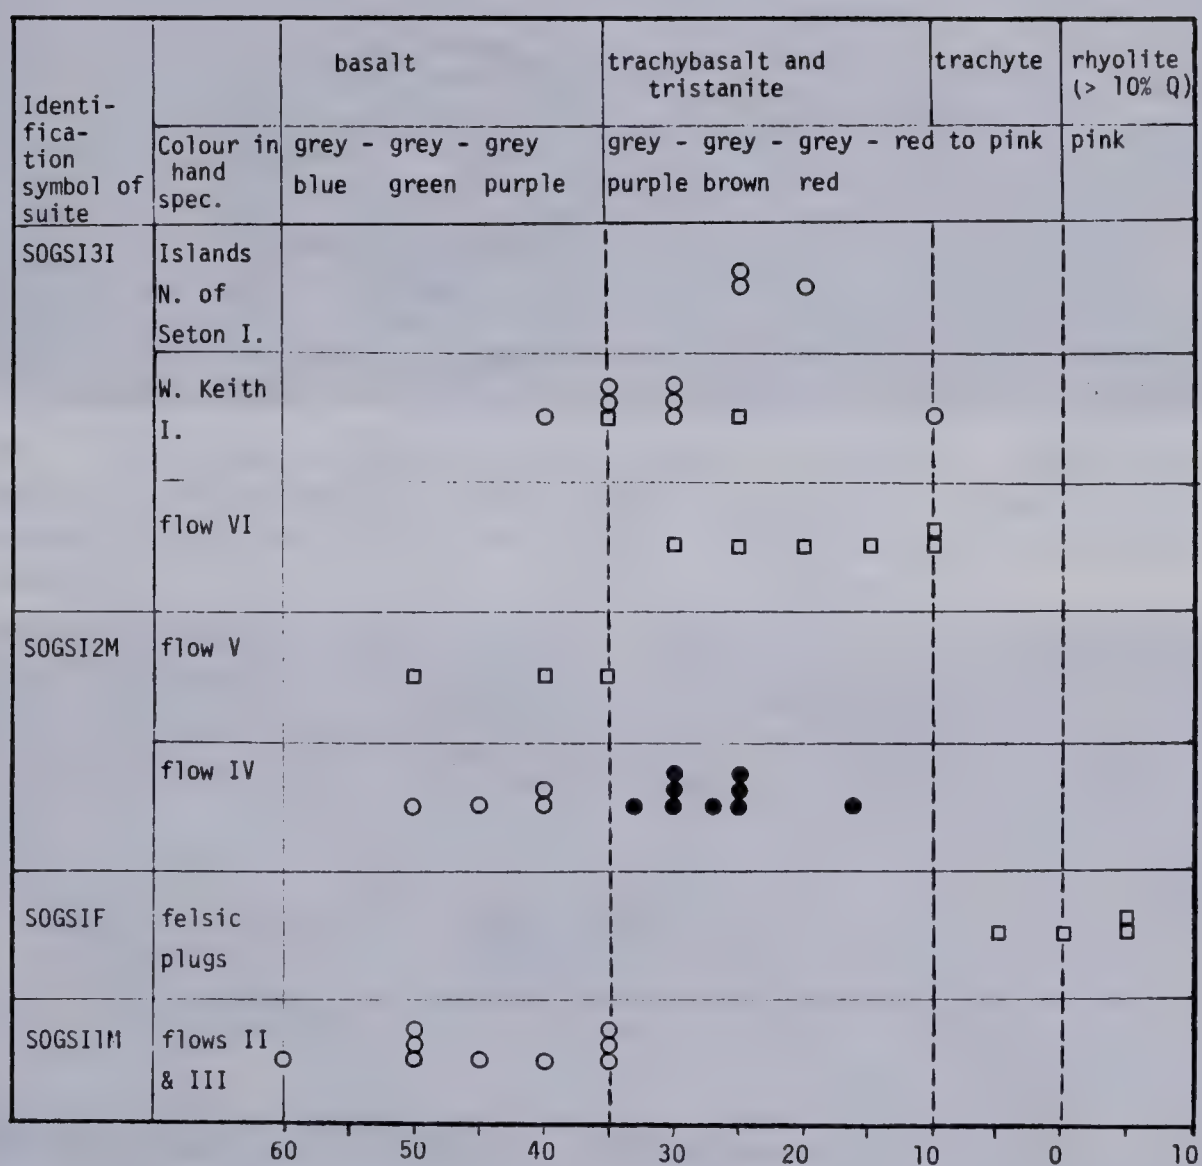 basalt
trachybasalt and
tristanite
trachyte
rhyolite
(> 10% Q)
Identi-
fica-
tion
symbol of
suite
Colour in
hand
spec.
grey - grey - grey
blue green purple
grey - grey - grey - red to pink
purple brown red
pink
SOGSI3I
Islands
N. of
Seton I.
W. Keith
I.
flow VI
SOGSI2M
flow V
flow IV
SOGSIF
felsic
plugs
SOGSI1M
flows II
& III
60 50 40 30 20 10 0 10